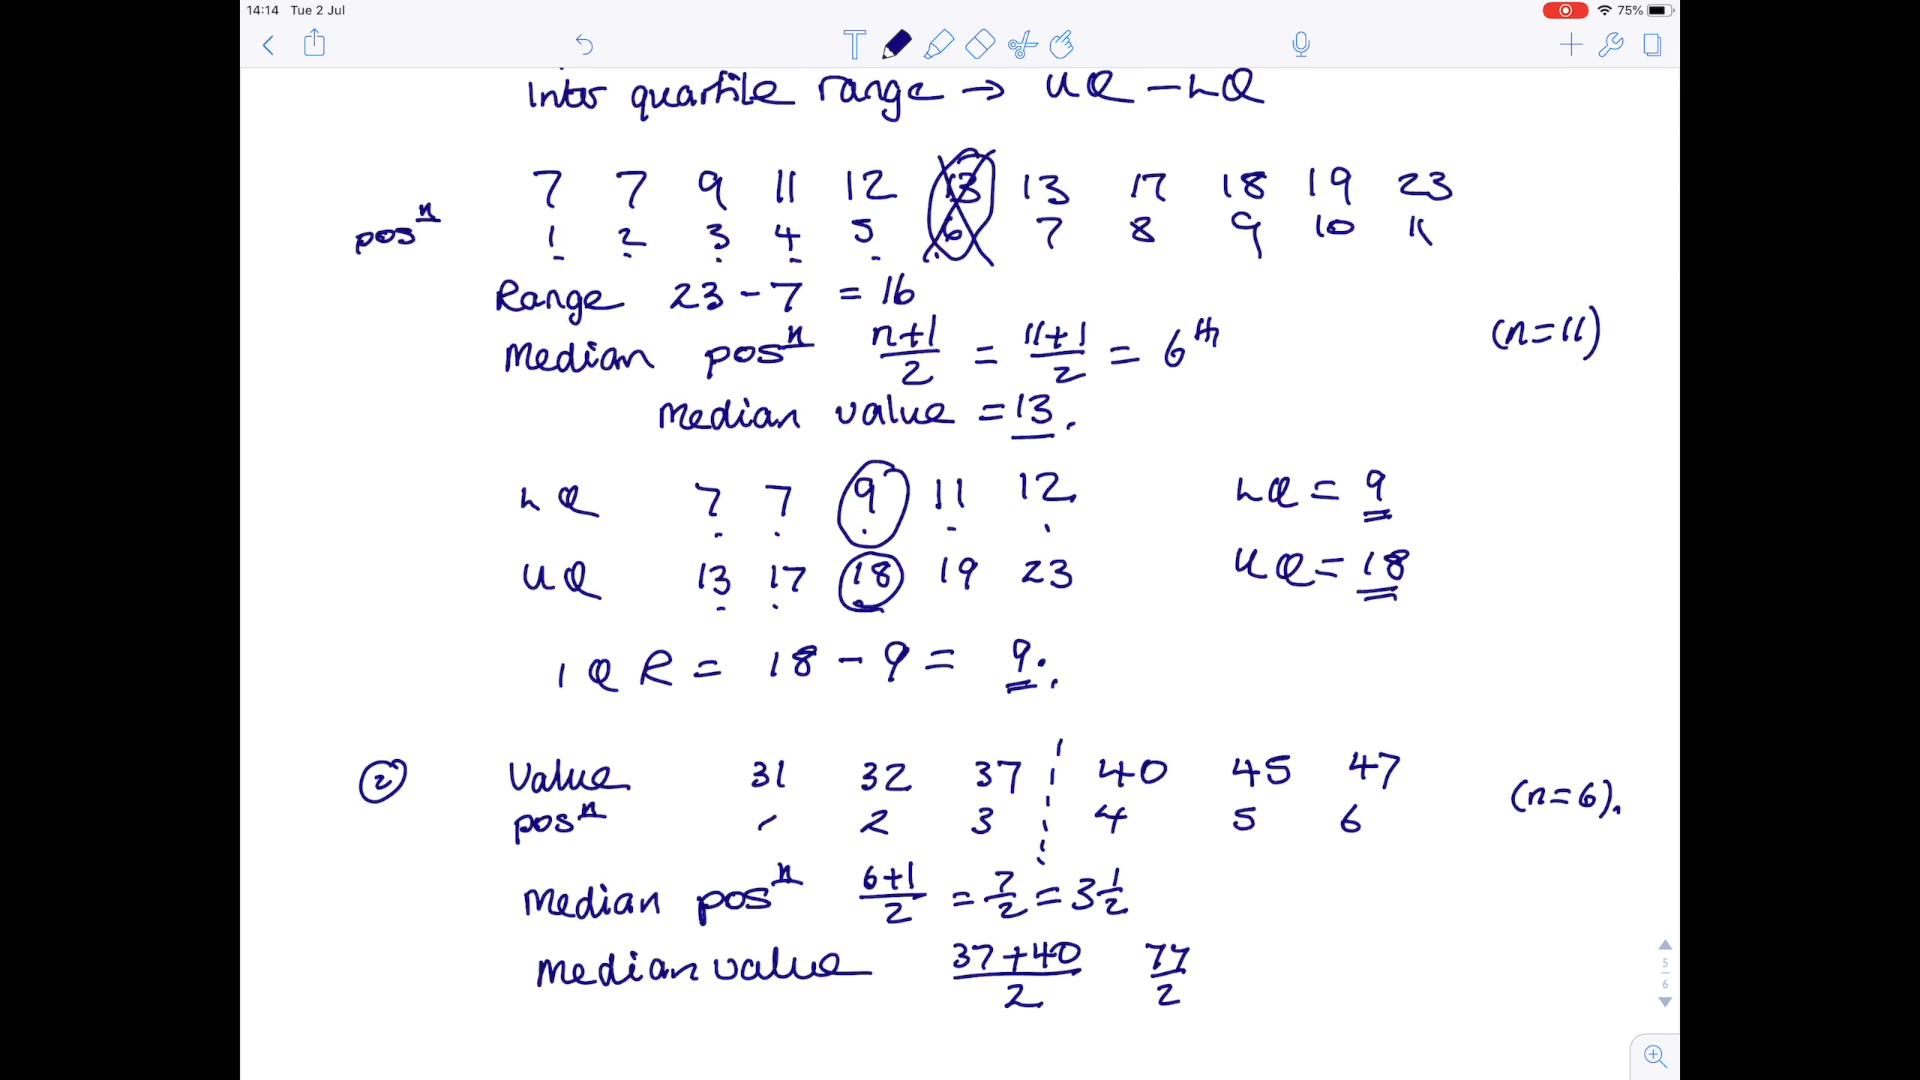 14:14 Tue 2 Jul 75%
Inter quartile range → UQ - LQ
7 7 9 11 12 13 13 17 18 19 23
posⁿ 1 2 3 4 5 6 7 8 9 10 11
Range 23 - 7 = 16
Median posⁿ n+1/2 = 11+1/2 = 6th (n=11)
Median value = 13.
LQ 7 7 9 11 12 LQ = 9
UQ 13 17 18 19 23 UQ = 18
IQR = 18 - 9 = 9.
② Value 31 32 37 40 45 47 (n=6).
posⁿ 1 2 3 4 5 6
Median posⁿ 6+1/2 = 7/2 = 3 1/2
Median value 37+40/2 77/2
5
6